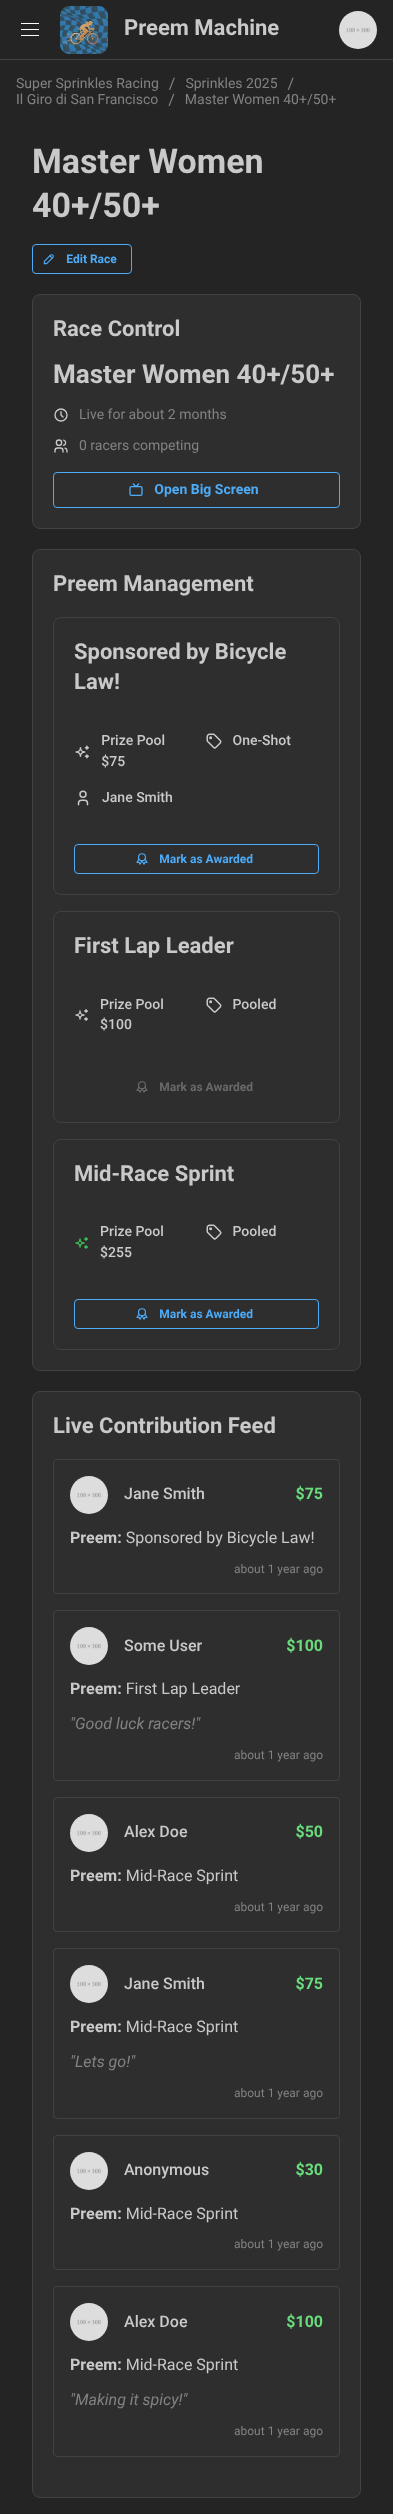 Preem Machine
100 × 100
Super Sprinkles Racing / Sprinkles 2025 /
Il Giro di San Francisco / Master Women 40+/50+
Master Women
40+/50+
Edit Race
Race Control
Master Women 40+/50+
Live for about 2 months
0 racers competing
Open Big Screen
Preem Management
Sponsored by Bicycle
Law!
Prize Pool
$75
One-Shot
Jane Smith
Mark as Awarded
First Lap Leader
Prize Pool
$100
Pooled
Mark as Awarded
Mid-Race Sprint
Prize Pool
$255
Pooled
Mark as Awarded
Live Contribution Feed
100 × 100
Jane Smith
$75
Preem: Sponsored by Bicycle Law!
about 1 year ago
100 × 100
Some User
$100
Preem: First Lap Leader
"Good luck racers!"
about 1 year ago
100 × 100
Alex Doe
$50
Preem: Mid-Race Sprint
about 1 year ago
100 × 100
Jane Smith
$75
Preem: Mid-Race Sprint
"Lets go!"
about 1 year ago
100 × 100
Anonymous
$30
Preem: Mid-Race Sprint
about 1 year ago
100 × 100
Alex Doe
$100
Preem: Mid-Race Sprint
"Making it spicy!"
about 1 year ago